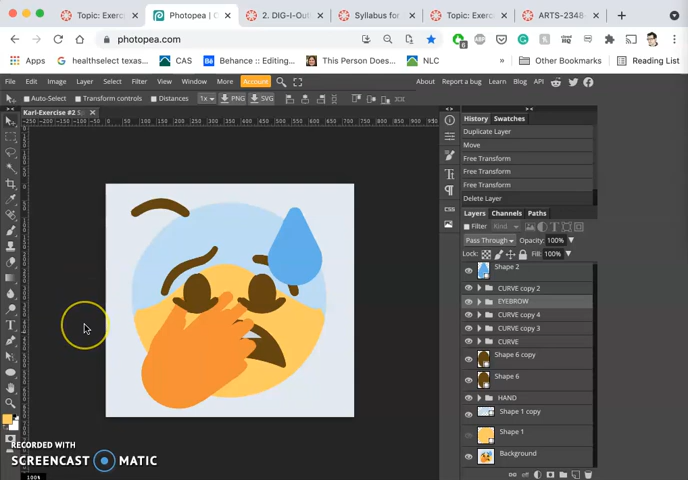 Topic: Exerc
Photopea | O
2. DIG-I-Out
Syllabus for
Topic: Exerc
ARTS-2348-
photopea.com
Apps
healthselect texas...
CAS
Behance :: Editing...
This Person Does...
NLC
»
Other Bookmarks
Reading List
File Edit Image Layer Select Filter View Window More Account
About Report a bug Learn Blog API
Auto-Select Transform controls Distances 1x PNG SVG
Karl-Exercise #2
History Swatches
Duplicate Layer
Move
Free Transform
Free Transform
Free Transform
Delete Layer
Layers Channels Paths
Filter Kind
Pass Through Opacity: 100%
Lock: Fill: 100%
Shape 2
CURVE copy 2
EYEBROW
CURVE copy 4
CURVE copy 3
CURVE
Shape 6 copy
Shape 6
HAND
Shape 1 copy
Shape 1
Background
CSS
RECORDED WITH
SCREENCAST MATIC
100%